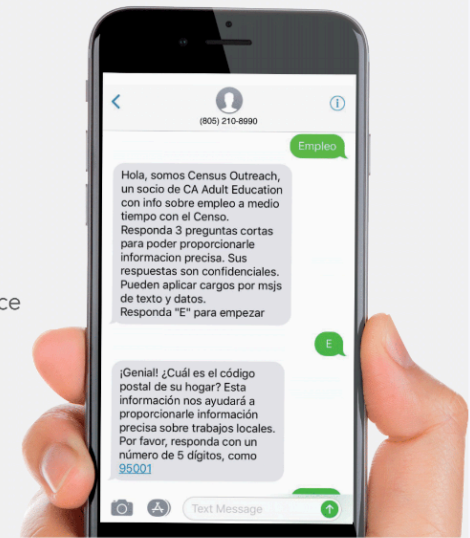 (805) 210-8990
Empleo
Hola, somos Census Outreach,
un socio de CA Adult Education
con info sobre empleo a medio
tiempo con el Censo.
Responda 3 preguntas cortas
para poder proporcionarle
informacion precisa. Sus
respuestas son confidenciales.
Pueden aplicar cargos por msjs
de texto y datos.
Responda "E" para empezar
ce
E
¡Genial! ¿Cuál es el código
postal de su hogar? Esta
información nos ayudará a
proporcionarle información
precisa sobre trabajos locales.
Por favor, responda con un
número de 5 dígitos, como
95001
Text Message